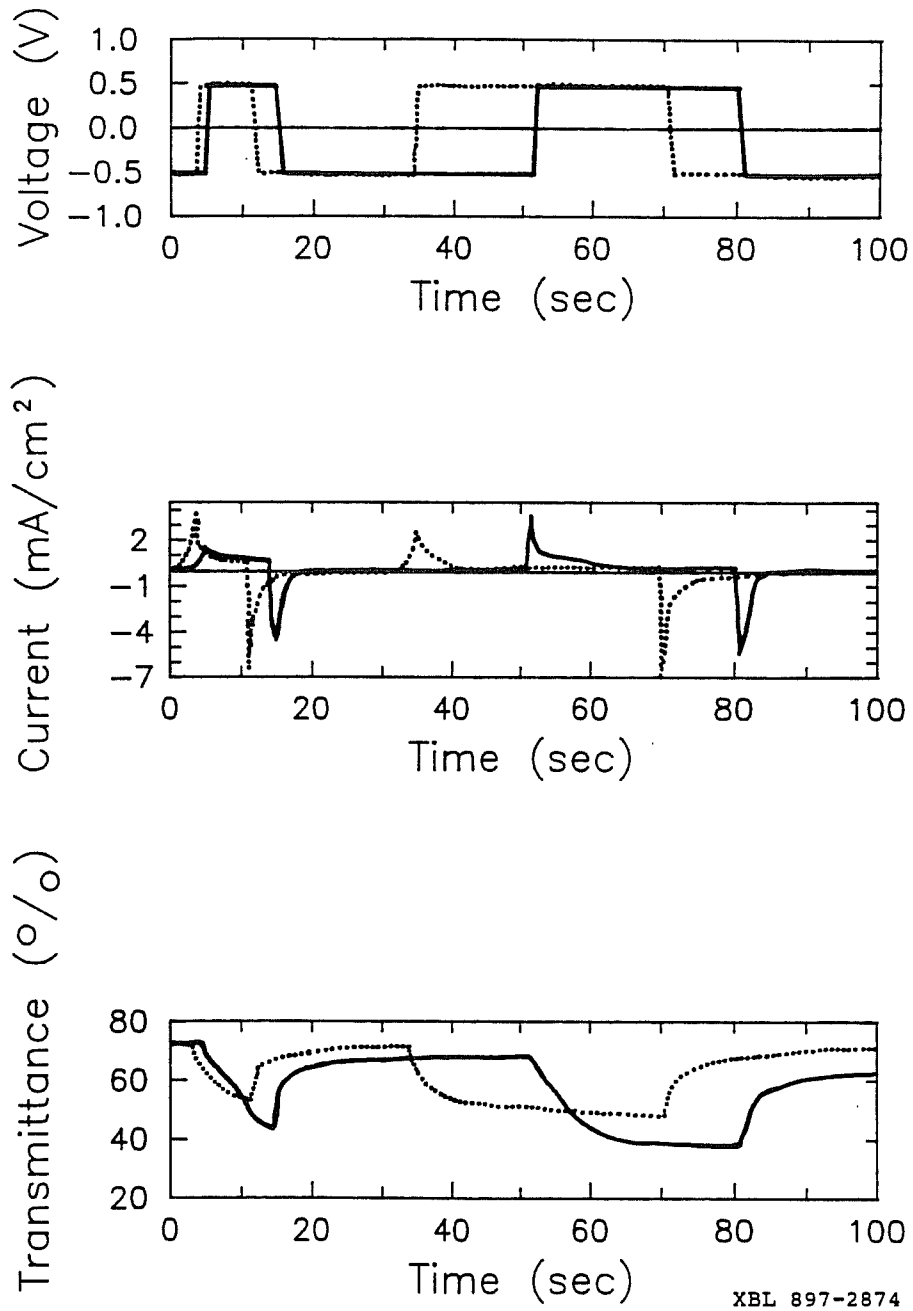 Voltage (V)
1.0
0.5
0.0
-0.5
-1.0
0 20 40 60 80 100
Time (sec)
Current (mA/cm²)
2
-1
-4
-7
0 20 40 60 80 100
Time (sec)
Transmittance (%)
80
60
40
20
0 20 40 60 80 100
Time (sec)
XBL 897-2874